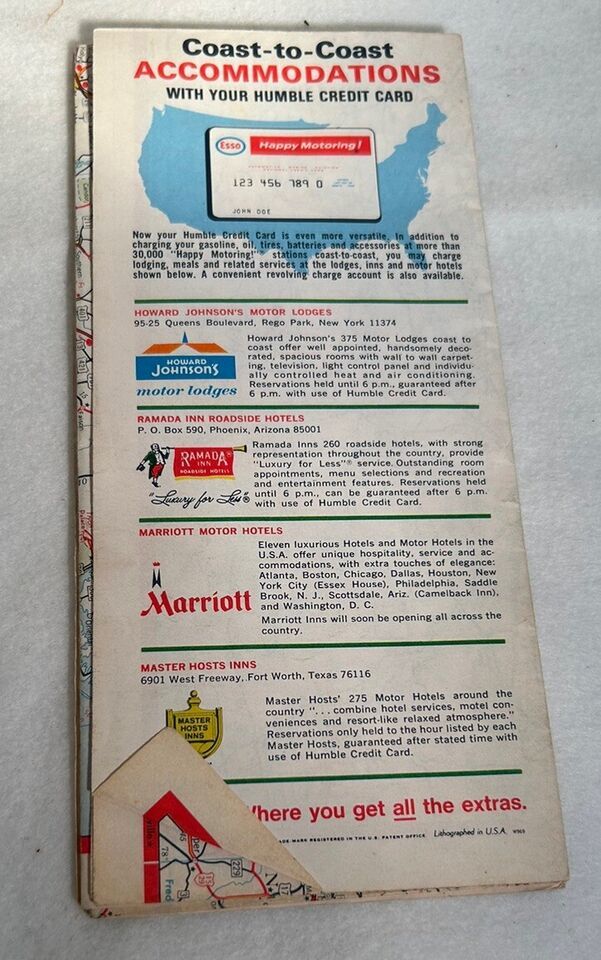 Coast-to-Coast
ACCOMMODATIONS
WITH YOUR HUMBLE CREDIT CARD
Esso
Happy Motoring!
123 456 789 0
JOHN DOE
Now your Humble Credit Card is even more versatile. In addition to
charging your gasoline, oil, tires, batteries and accessories at more than
30,000 "Happy Motoring!"® stations coast-to-coast, you may charge
lodging, meals and related services at the lodges, inns and motor hotels
shown below. A convenient revolving charge account is also available.
HOWARD JOHNSON'S MOTOR LODGES
95-25 Queens Boulevard, Rego Park, New York 11374
HOWARD
JOHNSON'S
motor lodges
Howard Johnson's 375 Motor Lodges coast to
coast offer well appointed, handsomely deco-
rated, spacious rooms with wall to wall carpet-
ing, television, light control panel and individu-
ally controlled heat and air conditioning.
Reservations held until 6 p.m., guaranteed after
6 p.m. with use of Humble Credit Card.
RAMADA INN ROADSIDE HOTELS
P. O. Box 590, Phoenix, Arizona 85001
RAMADA
INN
ROADSIDE HOTELS
"Luxury for Less"®
Ramada Inns 260 roadside hotels, with strong
representation throughout the country, provide
"Luxury for Less"® service. Outstanding room
appointments, menu selections and recreation
and entertainment features. Reservations held
until 6 p.m., can be guaranteed after 6 p.m.
with use of Humble Credit Card.
MARRIOTT MOTOR HOTELS
Marriott
Eleven luxurious Hotels and Motor Hotels in the
U.S.A. offer unique hospitality, service and ac-
commodations, with extra touches of elegance:
Atlanta, Boston, Chicago, Dallas, Houston, New
York City (Essex House), Philadelphia, Saddle
Brook, N. J., Scottsdale, Ariz. (Camelback Inn),
and Washington, D. C.
Marriott Inns will soon be opening all across the
country.
MASTER HOSTS INNS
6901 West Freeway, Fort Worth, Texas 76116
MASTER
HOSTS
INNS
Master Hosts' 275 Motor Hotels around the
country "... combine hotel services, motel con-
veniences and resort-like relaxed atmosphere."
Reservations only held to the hour listed by each
Master Hosts, guaranteed after stated time with
use of Humble Credit Card.
here you get all the extras.
REGISTERED IN THE U.S. PATENT OFFICE
Lithographed in U.S.A.
229
17